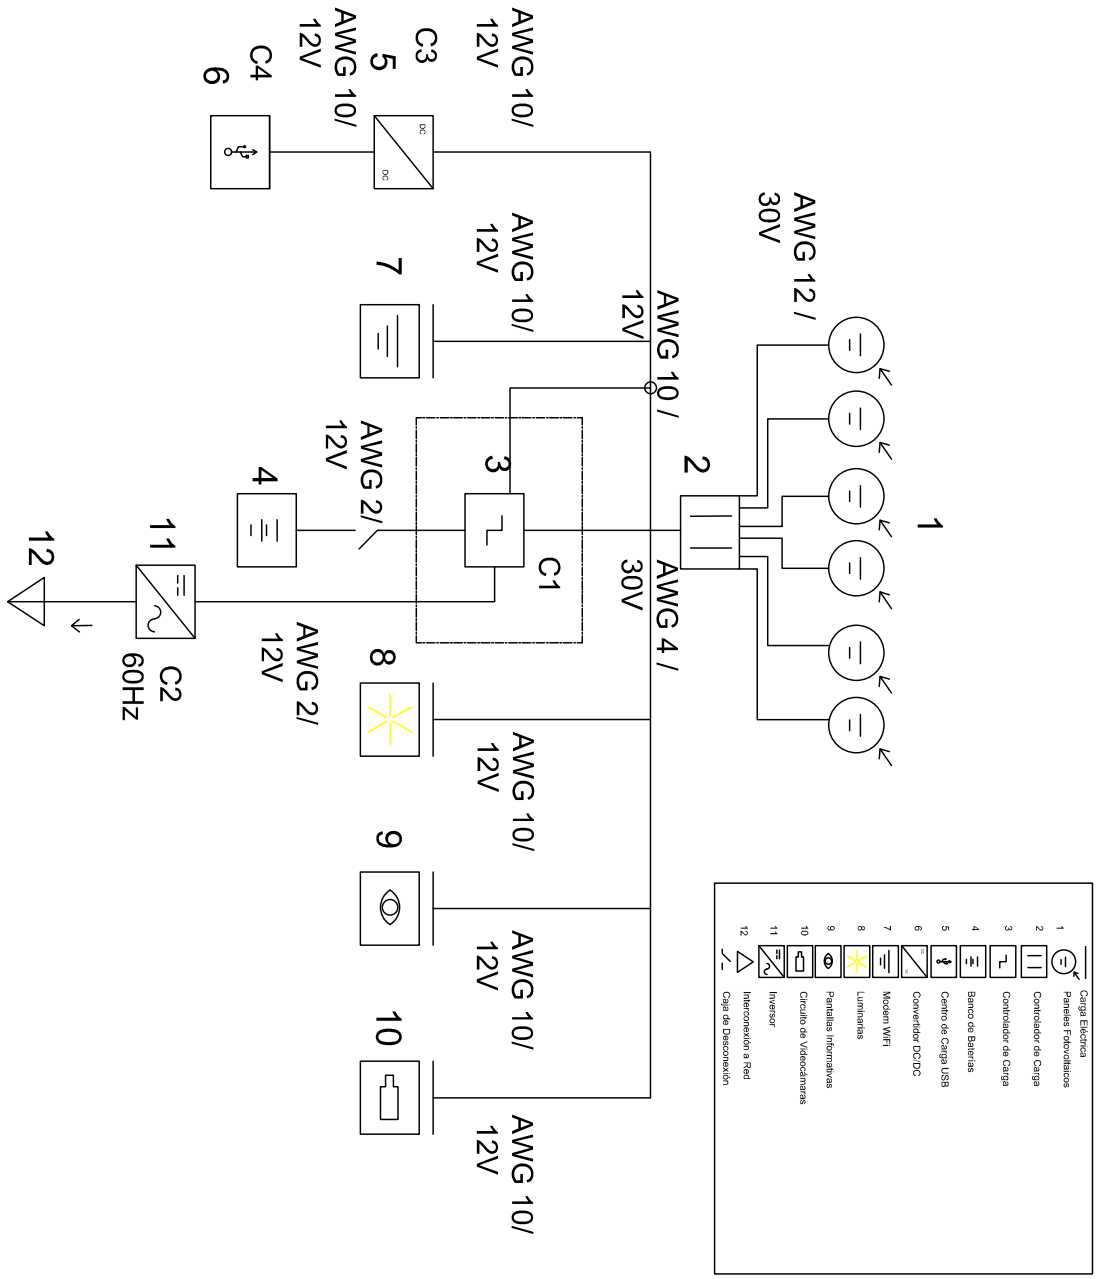 1
AWG 12 /
30V
2
AWG 10 /
12V
AWG 4 /
30V
C1
3
AWG 10/
12V
C3
5
DC
DC
AWG 10/
12V
C4
6
AWG 10/
12V
7
AWG 2/
12V
4
AWG 2/
12V
C2
60Hz
11
12
AWG 10/
12V
8
AWG 10/
12V
9
AWG 10/
12V
10
Carga Eléctrica
1 Paneles Fotovoltaicos
2 Controlador de Carga
3 Controlador de Carga
4 Banco de Baterías
5 Centro de Carga USB
6 DC DC Convertidor DC/DC
7 Modem WiFi
8 Luminarias
9 Pantallas Informativas
10 Circuito de Videocámaras
11 Inversor
12 Interconexión a Red
Caja de Desconexión